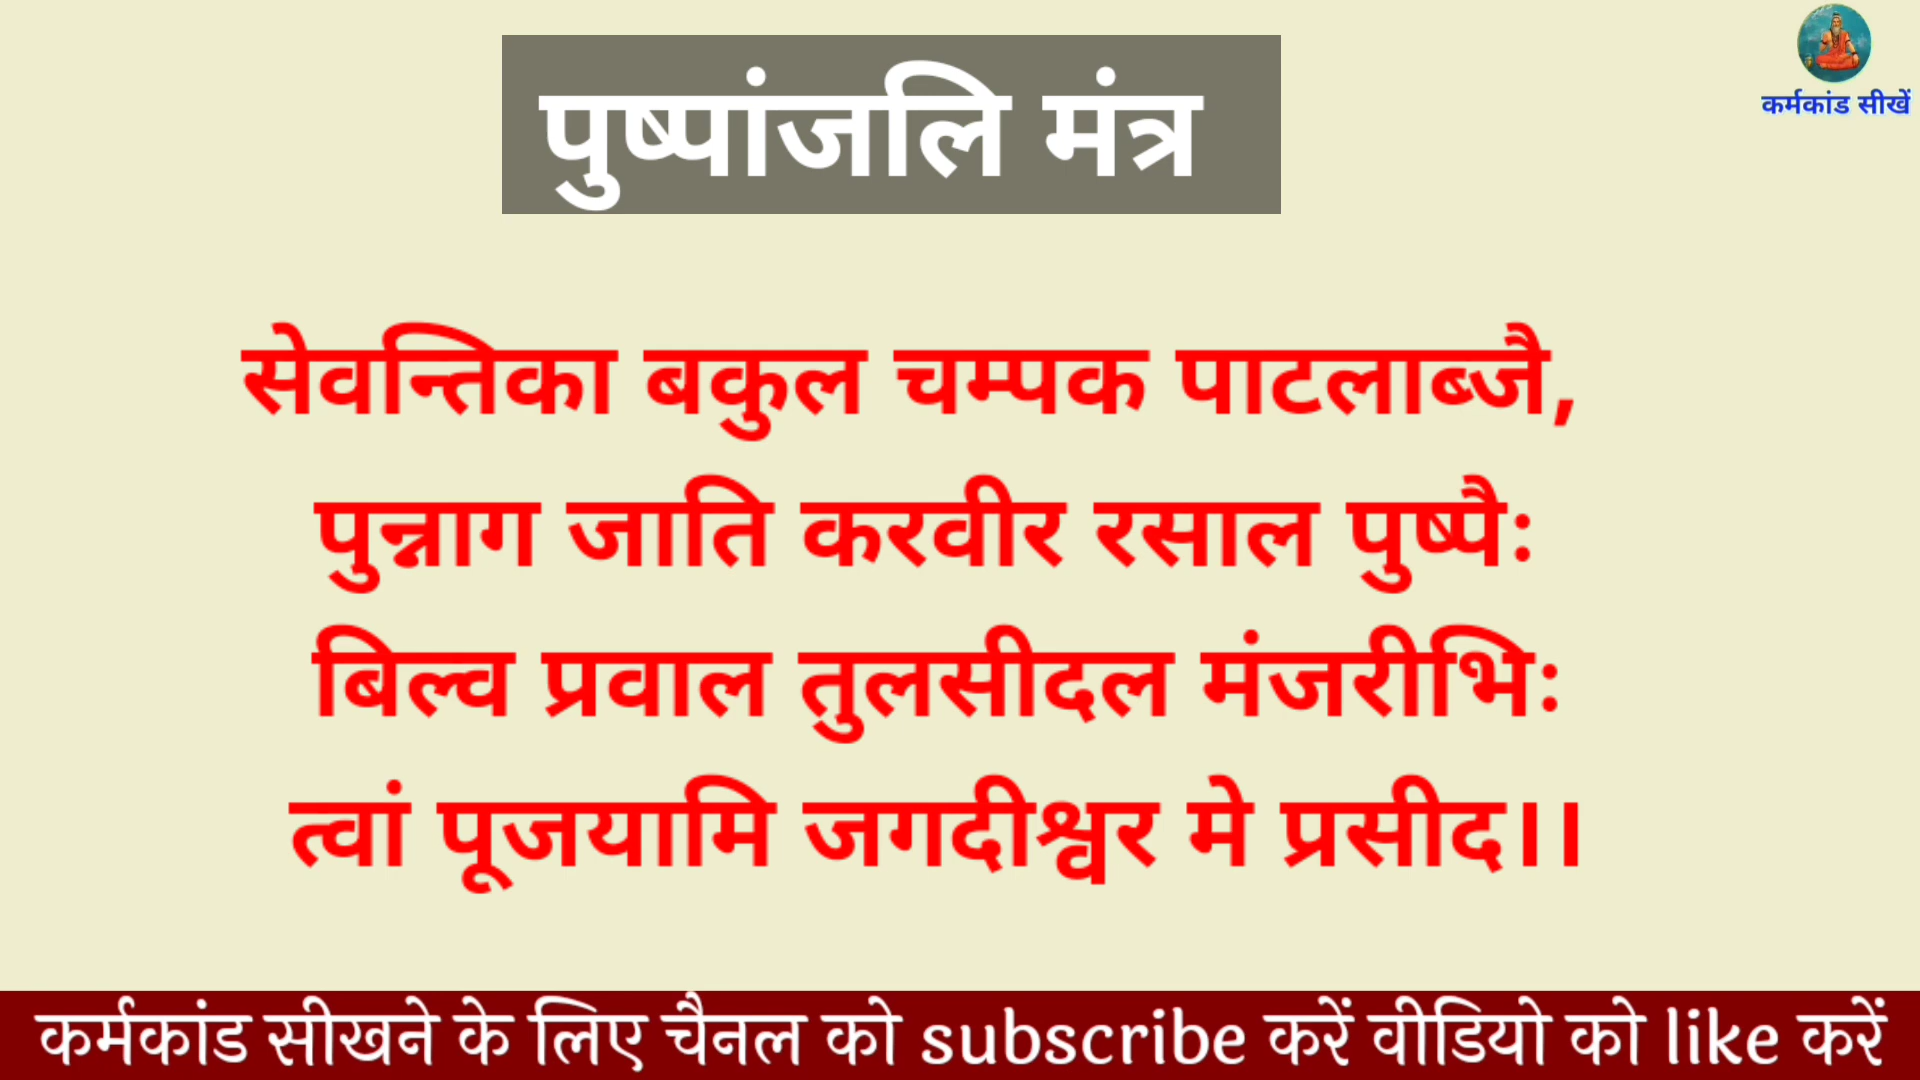 पुष्पांजलि मंत्र
कर्मकांड सीखें
सेवन्तिका बकुल चम्पक पाटलाब्जै,
पुन्नाग जाति करवीर रसाल पुष्पैः
बिल्व प्रवाल तुलसीदल मंजरीभिः
त्वां पूजयामि जगदीश्वर मे प्रसीद।।
कर्मकांड सीखने के लिए चैनल को subscribe करें वीडियो को like करें